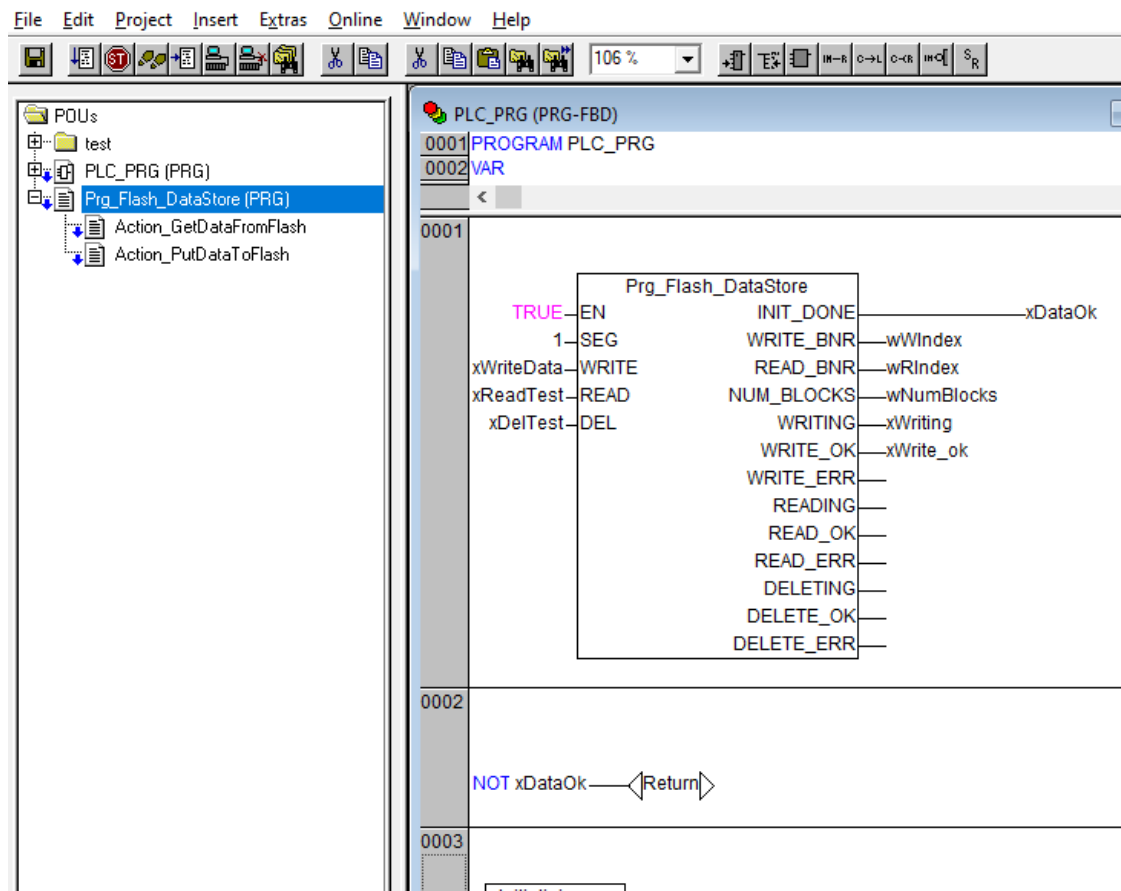 File Edit Project Insert Extras Online Window Help
106 %
POUs
test
PLC_PRG (PRG)
Prg_Flash_DataStore (PRG)
Action_GetDataFromFlash
Action_PutDataToFlash
PLC_PRG (PRG-FBD)
0001 PROGRAM PLC_PRG
0002 VAR
0001
Prg_Flash_DataStore
TRUE EN INIT_DONE xDataOk
1 SEG WRITE_BNR wWIndex
xWriteData WRITE READ_BNR wRIndex
xReadTest READ NUM_BLOCKS wNumBlocks
xDelTest DEL WRITING xWriting
WRITE_OK xWrite_ok
WRITE_ERR
READING
READ_OK
READ_ERR
DELETING
DELETE_OK
DELETE_ERR
0002
NOT xDataOk Return
0003